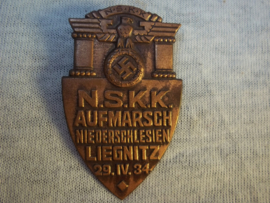 N.S.K.K.
AUFMARSCH
NIEDERSCHLESIEN
LIEGNITZ
29.IV.34